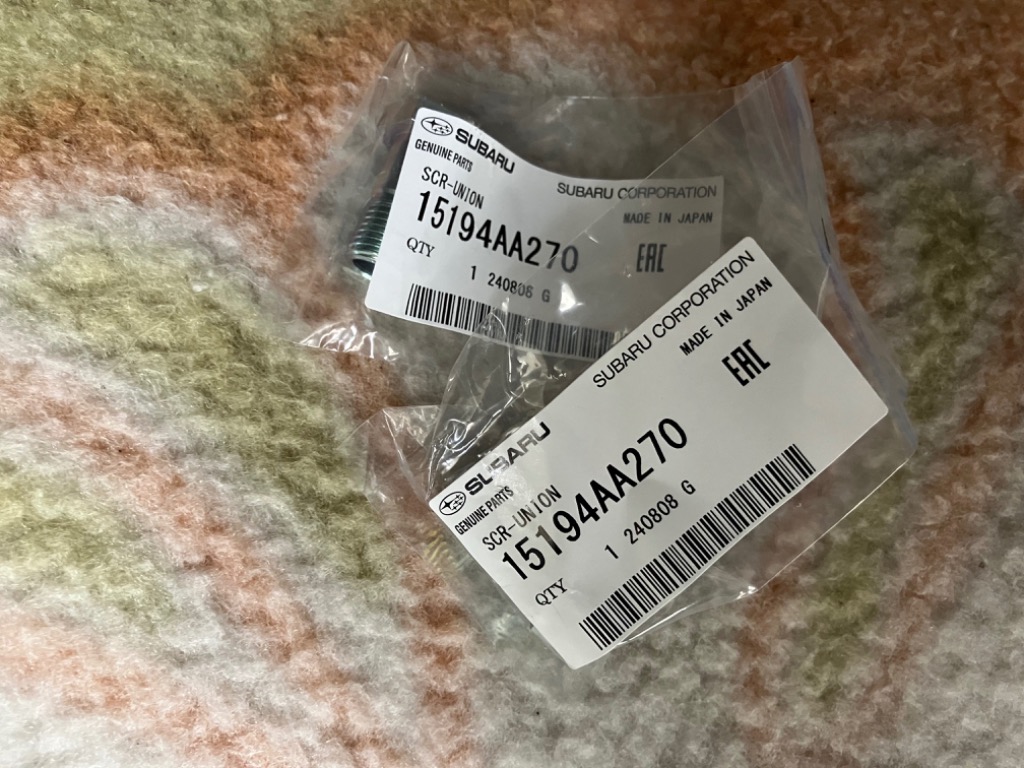 SUBARU
GENUINE PARTS
SCR-UNION
SUBARU CORPORATION
15194AA270
MADE IN JAPAN
QTY
EAC
1 240808 G
SUBARU CORPORATION
MADE IN JAPAN
EAC
SUBARU
GENUINE PARTS
SCR-UNION
15194AA270
QTY
1 240808 G